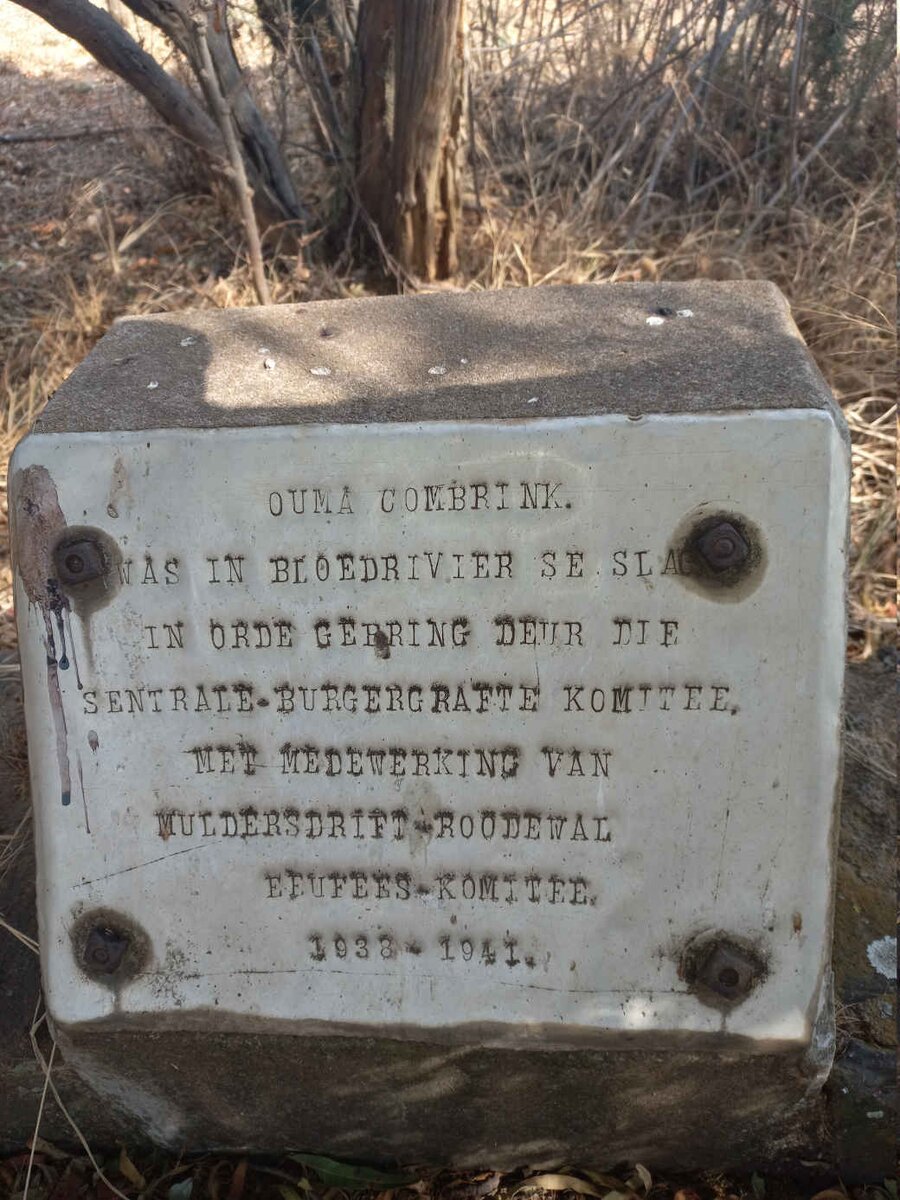 OUMA COMBRINK.
WAS IN BLOEDRIVIER SE SLA
IN ORDE GEBRING DEUR DIE
SENTRALE-BURGERGRAFTE KOMITEE.
MET MEDEWERKING VAN
MULDERSDRIFT-ROODEWAL
EEUFEES-KOMITEE.
1938 - 1941.